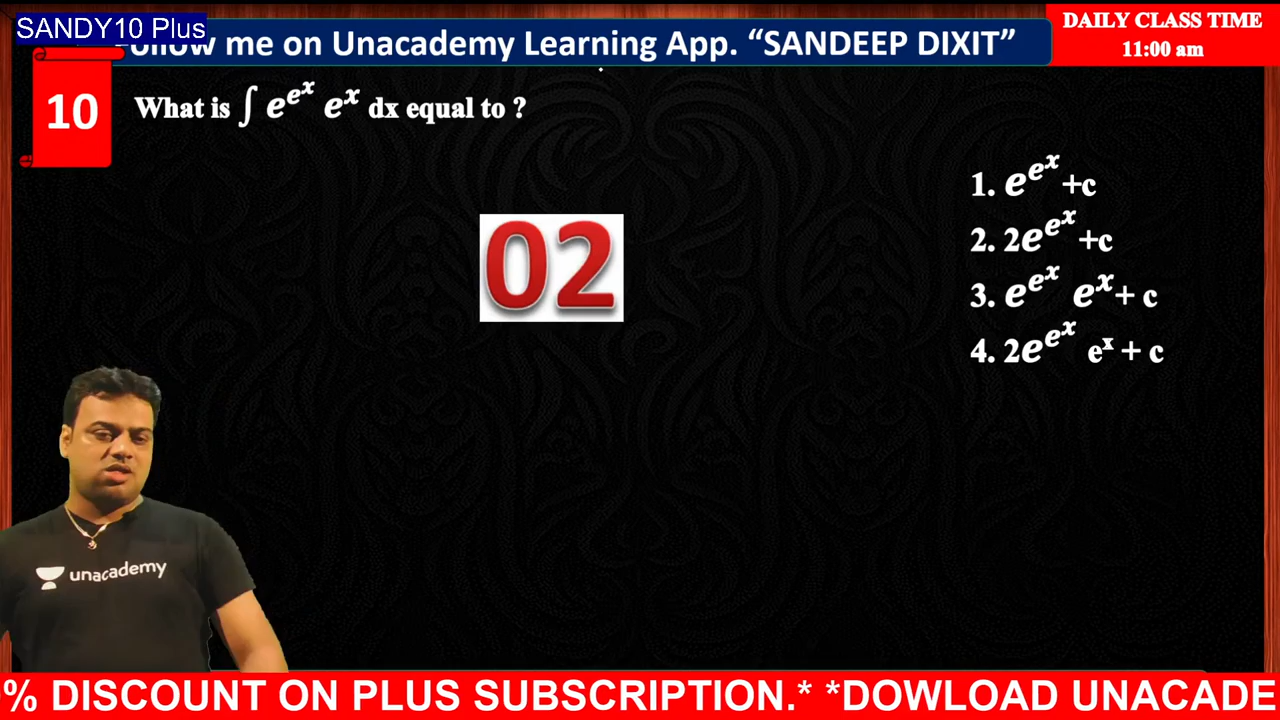 SANDY10 Plus
Follow me on Unacademy Learning App. “SANDEEP DIXIT”
DAILY CLASS TIME
11:00 am
10
What is ∫ e^{e^x} e^x dx equal to ?
1. e^{e^x} +c
2. 2e^{e^x} +c
3. e^{e^x} e^x + c
4. 2e^{e^x} e^x + c
02
unacademy
% DISCOUNT ON PLUS SUBSCRIPTION.* *DOWLOAD UNACADE